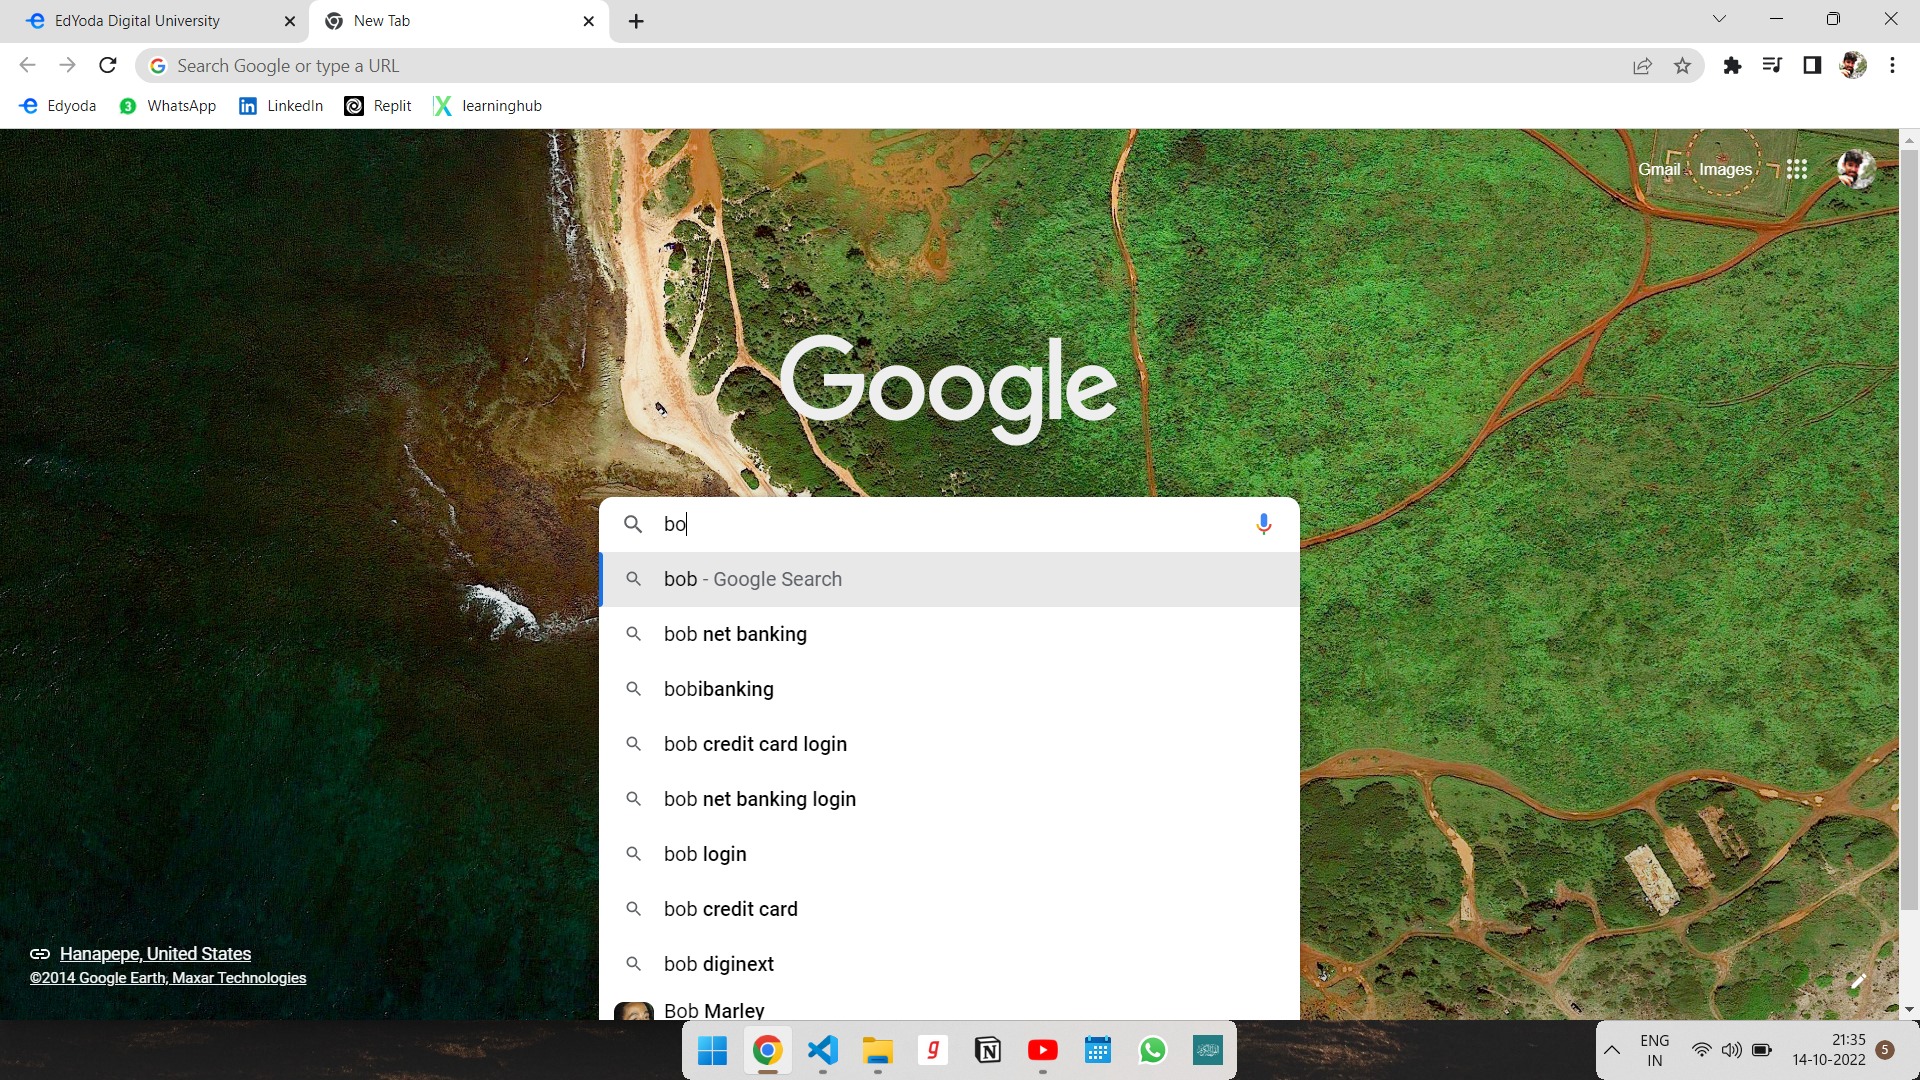 EdYoda Digital University
New Tab
Search Google or type a URL
Edyoda
3
WhatsApp
in
LinkedIn
Replit
learninghub
Gmail
Images
Google
bo
bob - Google Search
bob net banking
bobibanking
bob credit card login
bob net banking login
bob login
bob credit card
bob diginext
Bob Marley
Hanapepe, United States
©2014 Google Earth, Maxar Technologies
g
N
ENG
IN
21:35
14-10-2022
5